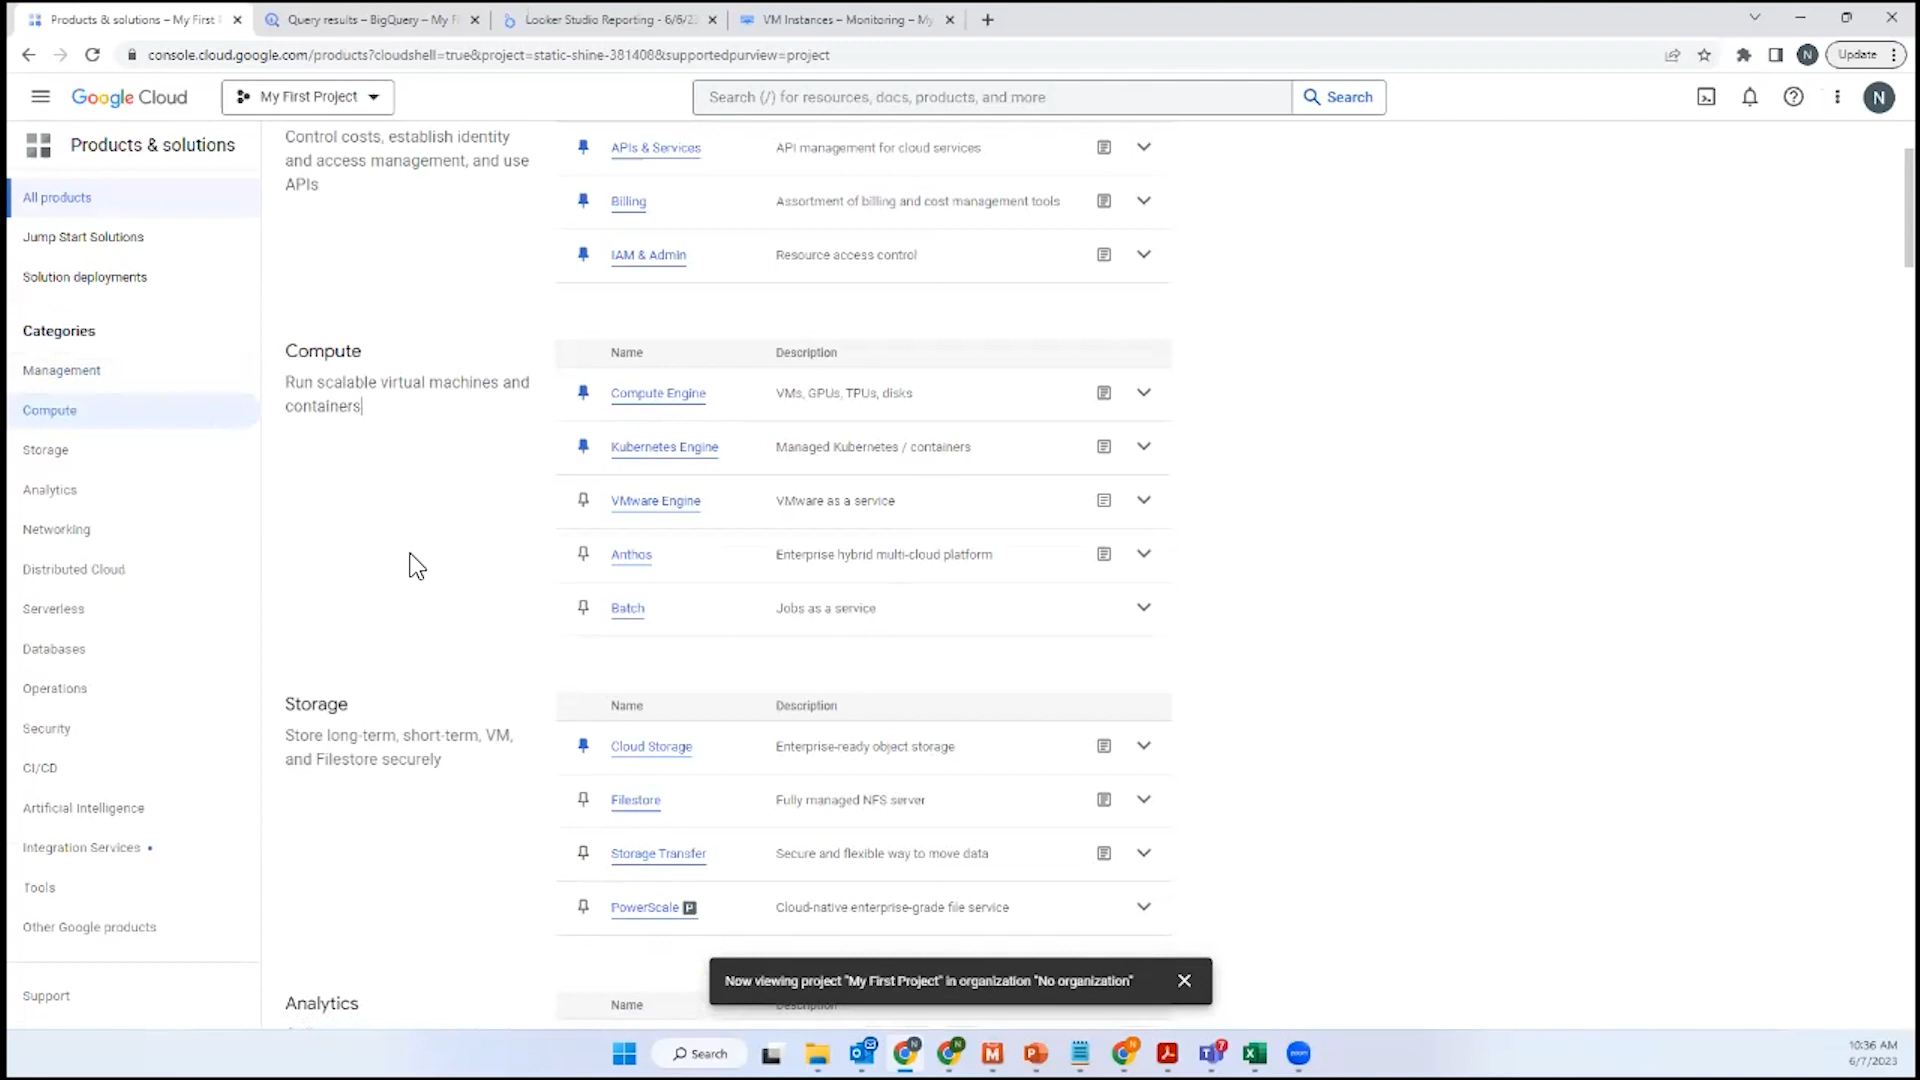 Products & solutions – My First
Query results – BigQuery – My Fi
Looker Studio Reporting - 6/6/2
VM Instances – Monitoring – My
console.cloud.google.com/products?cloudshell=true&project=static-shine-381408&supportedpurview=project
N
Update
Google Cloud
My First Project
Search (/) for resources, docs, products, and more
Search
N
Products & solutions
All products
Jump Start Solutions
Solution deployments
Categories
Management
Compute
Storage
Analytics
Networking
Distributed Cloud
Serverless
Databases
Operations
Security
CI/CD
Artificial Intelligence
Integration Services
Tools
Other Google products
Support
Control costs, establish identity
and access management, and use
APIs
APIs & Services API management for cloud services
Billing Assortment of billing and cost management tools
IAM & Admin Resource access control
Compute
Run scalable virtual machines and
containers
Name Description
Compute Engine VMs, GPUs, TPUs, disks
Kubernetes Engine Managed Kubernetes / containers
VMware Engine VMware as a service
Anthos Enterprise hybrid multi-cloud platform
Batch Jobs as a service
Storage
Store long-term, short-term, VM,
and Filestore securely
Name Description
Cloud Storage Enterprise-ready object storage
Filestore Fully managed NFS server
Storage Transfer Secure and flexible way to move data
PowerScale P Cloud-native enterprise-grade file service
Analytics
Name Description
Now viewing project "My First Project" in organization "No organization"
Search
7
zoom
10:36 AM
6/7/2023